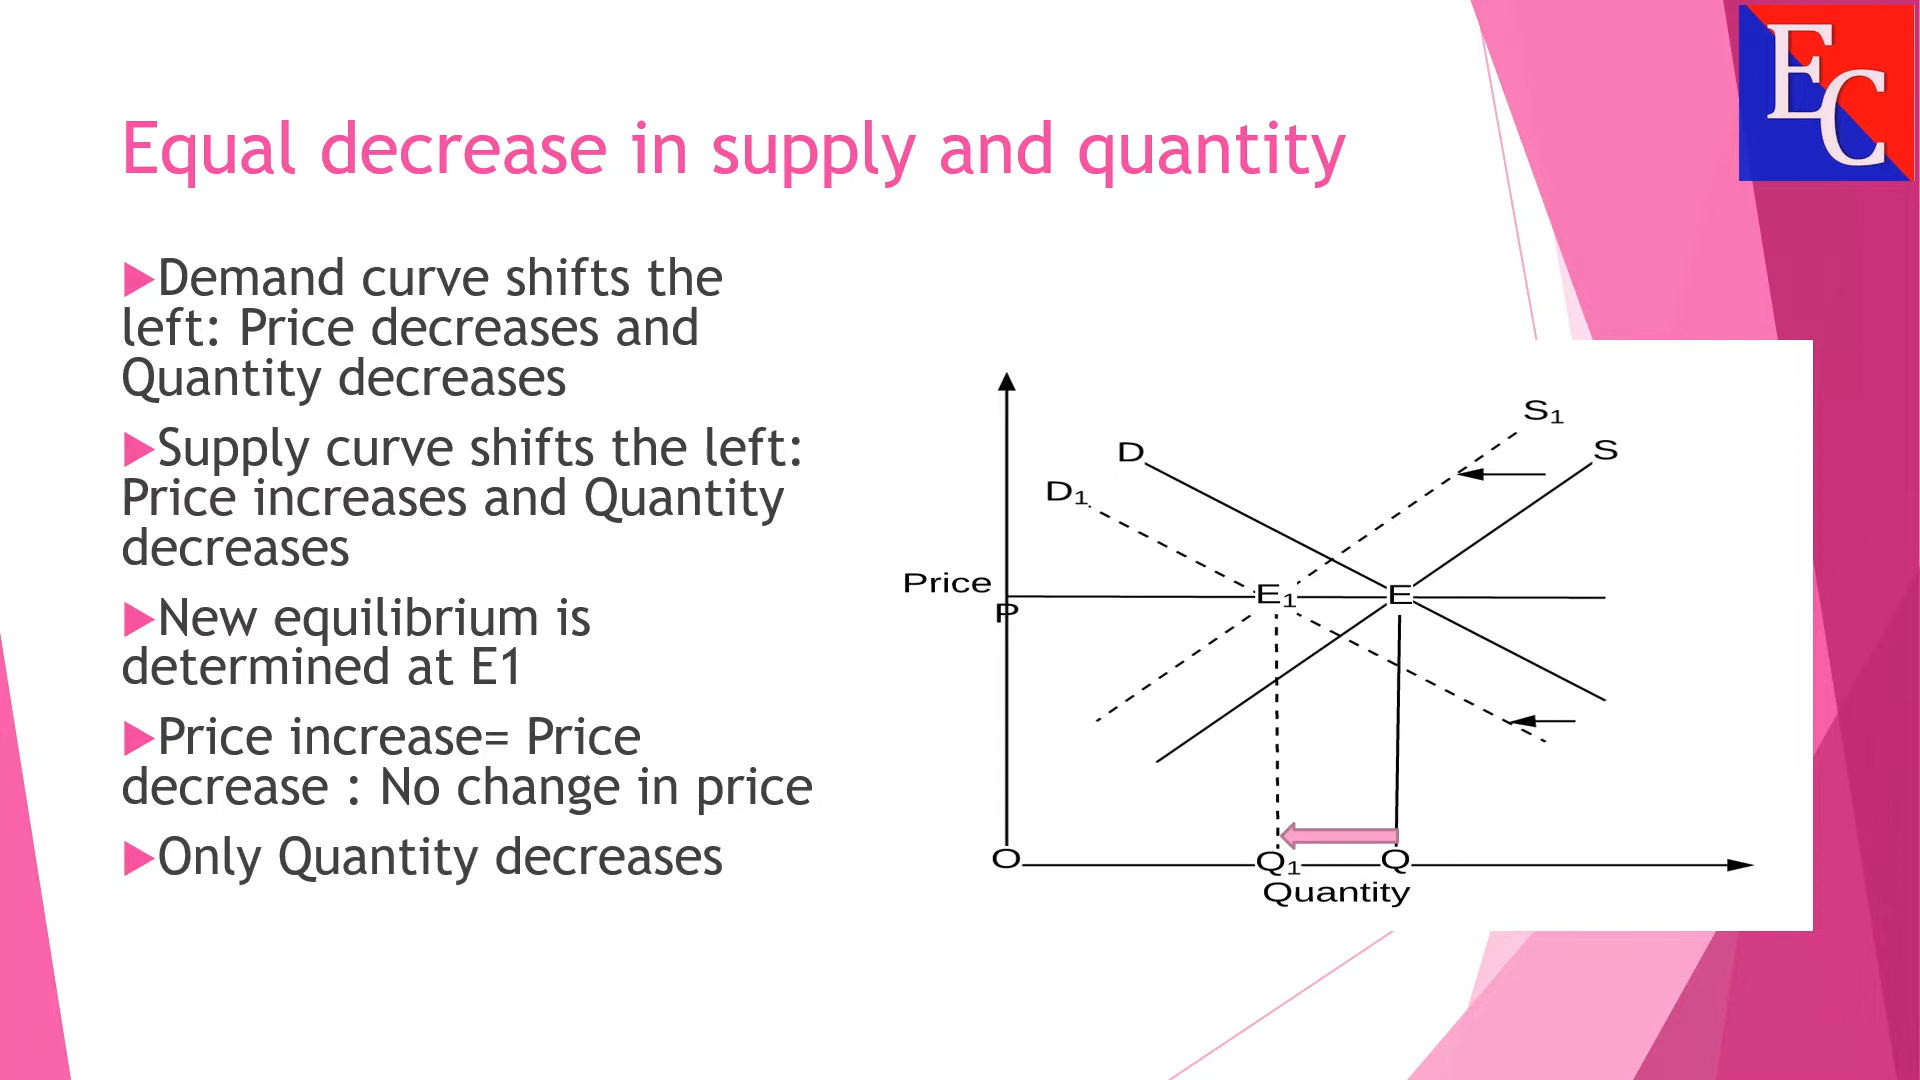 EC
Equal decrease in supply and quantity
▶Demand curve shifts the
left: Price decreases and
Quantity decreases
▶Supply curve shifts the left:
Price increases and Quantity
decreases
▶New equilibrium is
determined at E1
▶Price increase= Price
decrease : No change in price
▶Only Quantity decreases
S₁
D
S
D₁
Price
P
E₁
E
O
Q₁
Q
Quantity